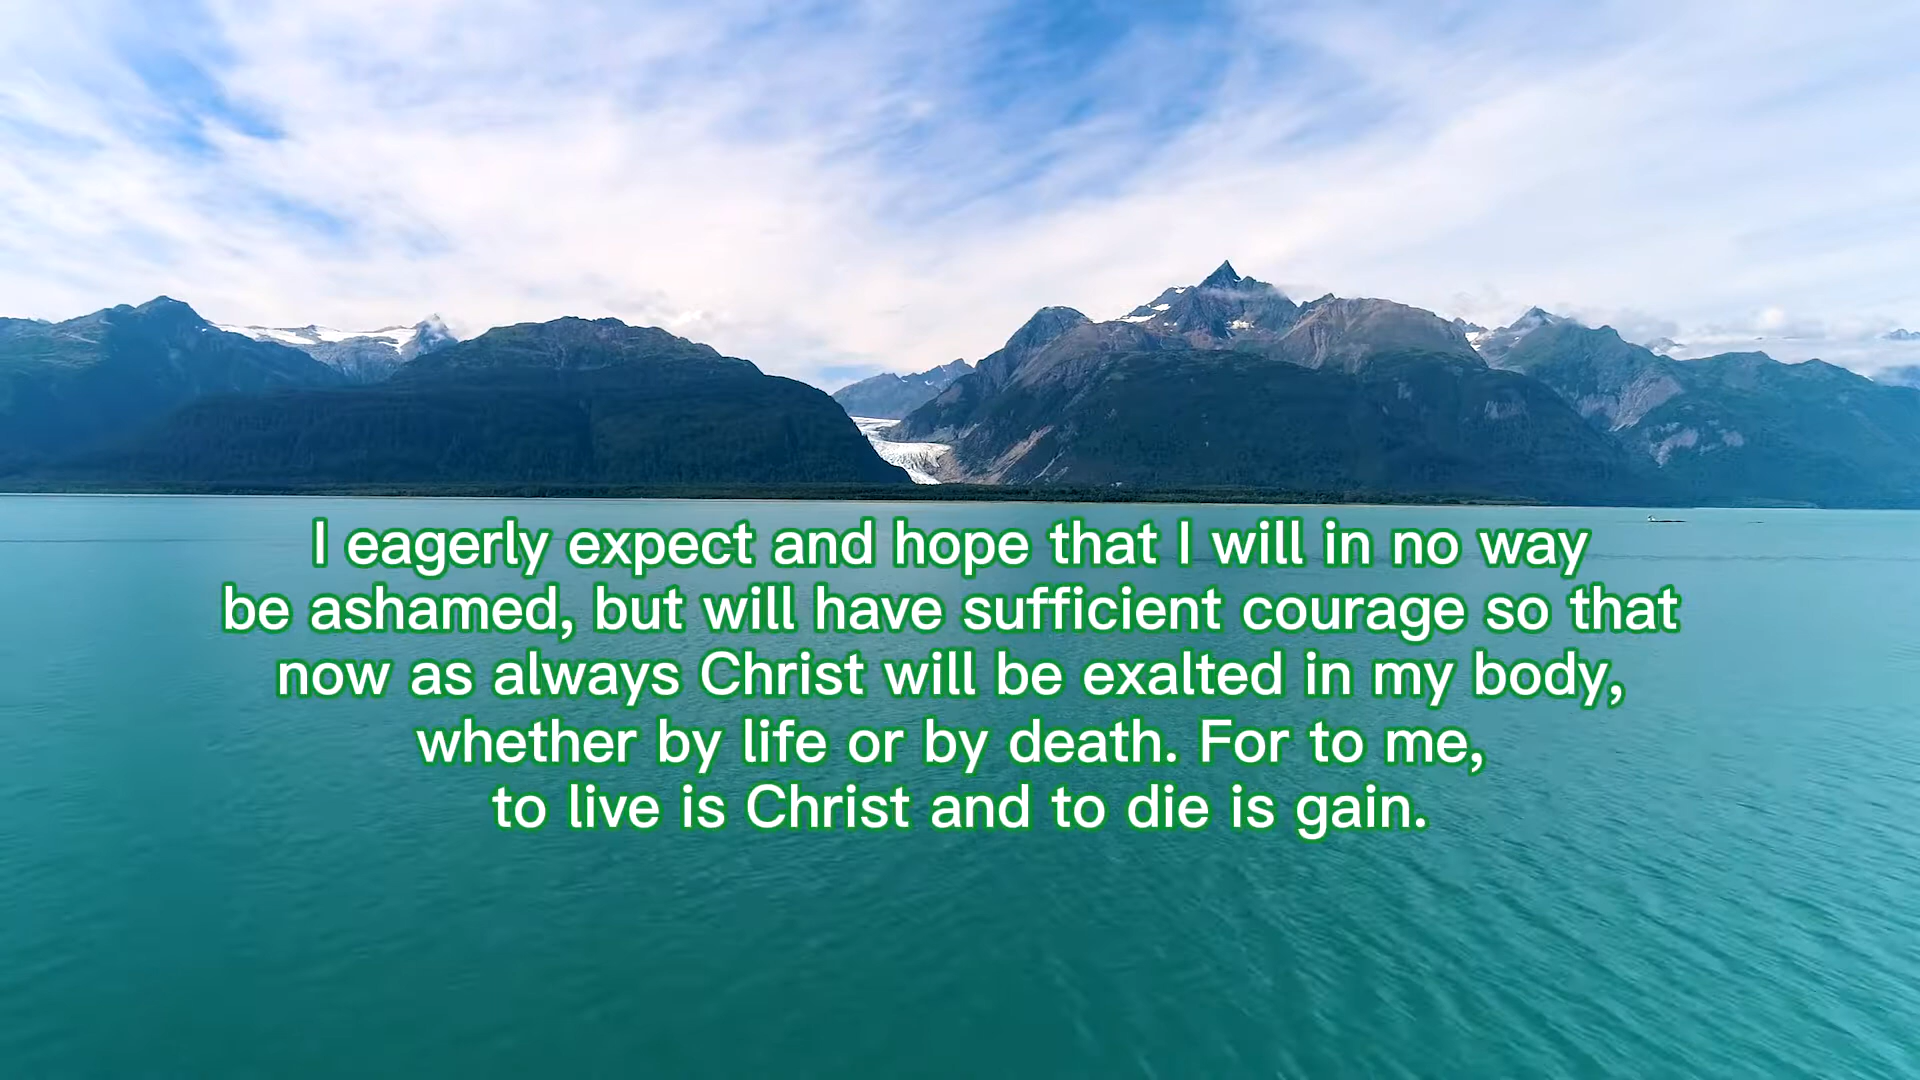 I eagerly expect and hope that I will in no way
be ashamed, but will have sufficient courage so that
now as always Christ will be exalted in my body,
whether by life or by death. For to me,
to live is Christ and to die is gain.